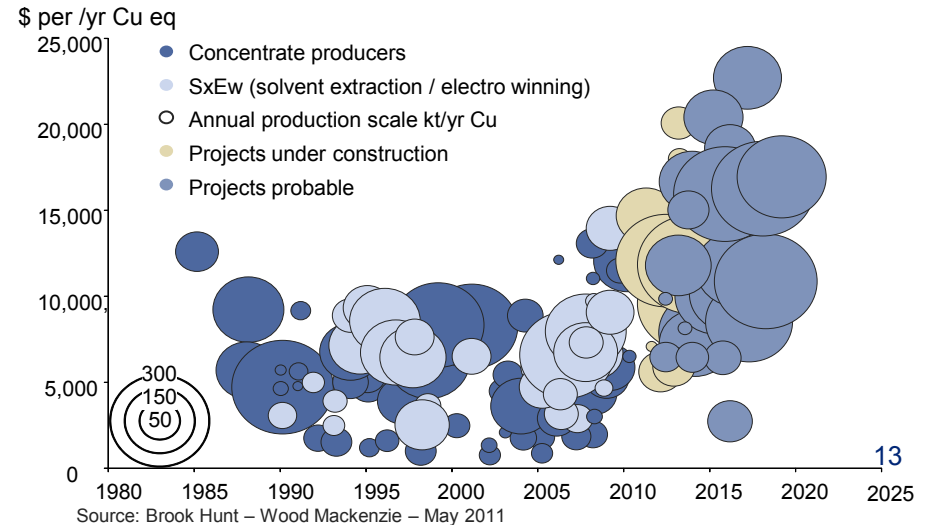 $ per /yr Cu eq
25,000
20,000
15,000
10,000
5,000
0
Concentrate producers
SxEw (solvent extraction / electro winning)
Annual production scale kt/yr Cu
Projects under construction
Projects probable
300
150
50
13
1980 1985 1990 1995 2000 2005 2010 2015 2020 2025
Source: Brook Hunt – Wood Mackenzie – May 2011